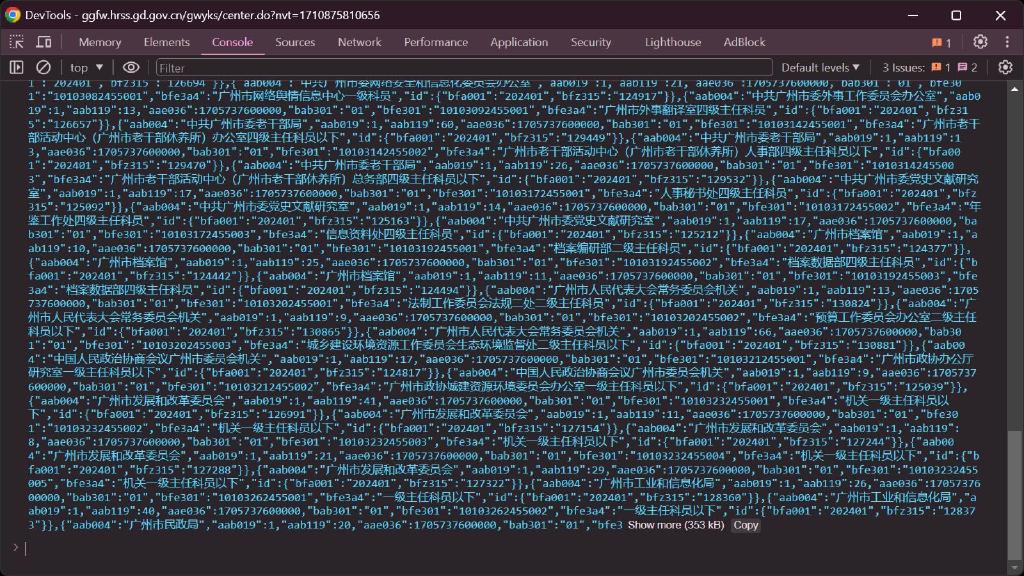 DevTools - ggfw.hrss.gd.gov.cn/gwyks/center.do?nvt=1710875810656
Memory Elements Console Sources Network Performance Application Security Lighthouse AdBlock 1
top Filter Default levels 3 Issues: 1 2
1":"202401","bfz315":"126694"}},{"aab004":"中共广州市委网络安全和信息化委员会办公室","aab019":1,"aab119":21,"aae036":1705737600000,"bab301":"01","bfe30
1":"10103082455001","bfe3a4":"广州市网络舆情信息中心一级科员","id":{"bfa001":"202401","bfz315":"124917"}},{"aab004":"中共广州市委外事工作委员会办公室","aab0
19":1,"aab119":13,"aae036":1705737600000,"bab301":"01","bfe301":"10103092455001","bfe3a4":"广州市外事翻译室四级主任科员","id":{"bfa001":"202401","bfz31
5":"126657"}},{"aab004":"中共广州市委老干部局","aab019":1,"aab119":60,"aae036":1705737600000,"bab301":"01","bfe301":"10103142455001","bfe3a4":"广州市老干
部活动中心（广州市老干部休养所）办公室四级主任科员以下","id":{"bfa001":"202401","bfz315":"129449"}},{"aab004":"中共广州市委老干部局","aab019":1,"aab119":1
3,"aae036":1705737600000,"bab301":"01","bfe301":"10103142455002","bfe3a4":"广州市老干部活动中心（广州市老干部休养所）人事部四级主任科员以下","id":{"bfa00
1":"202401","bfz315":"129470"}},{"aab004":"中共广州市委老干部局","aab019":1,"aab119":26,"aae036":1705737600000,"bab301":"01","bfe301":"1010314245500
3","bfe3a4":"广州市老干部活动中心（广州市老干部休养所）总务部四级主任科员以下","id":{"bfa001":"202401","bfz315":"129532"}},{"aab004":"中共广州市委党史文献研究
室","aab019":1,"aab119":17,"aae036":1705737600000,"bab301":"01","bfe301":"10103172455001","bfe3a4":"人事秘书处四级主任科员","id":{"bfa001":"202401","bfz31
5":"125092"}},{"aab004":"中共广州市委党史文献研究室","aab019":1,"aab119":14,"aae036":1705737600000,"bab301":"01","bfe301":"10103172455002","bfe3a4":"年
鉴工作处四级主任科员","id":{"bfa001":"202401","bfz315":"125163"}},{"aab004":"中共广州市委党史文献研究室","aab019":1,"aab119":17,"aae036":1705737600000,"b
ab301":"01","bfe301":"10103172455003","bfe3a4":"信息资料处四级主任科员","id":{"bfa001":"202401","bfz315":"125212"}},{"aab004":"广州市档案馆","aab019":1,"a
ab119":10,"aae036":1705737600000,"bab301":"01","bfe301":"10103192455001","bfe3a4":"档案编研部二级主任科员","id":{"bfa001":"202401","bfz315":"124377"}},
{"aab004":"广州市档案馆","aab019":1,"aab119":25,"aae036":1705737600000,"bab301":"01","bfe301":"10103192455002","bfe3a4":"档案数据部四级主任科员","id":{"b
fa001":"202401","bfz315":"124442"}},{"aab004":"广州市档案馆","aab019":1,"aab119":11,"aae036":1705737600000,"bab301":"01","bfe301":"10103192455003","bfe3
a4":"档案数据部四级主任科员","id":{"bfa001":"202401","bfz315":"124494"}},{"aab004":"广州市人民代表大会常务委员会机关","aab019":1,"aab119":13,"aae036":1705
737600000,"bab301":"01","bfe301":"10103202455001","bfe3a4":"法制工作委员会法规二处二级主任科员","id":{"bfa001":"202401","bfz315":"130824"}},{"aab004":"广
州市人民代表大会常务委员会机关","aab019":1,"aab119":9,"aae036":1705737600000,"bab301":"01","bfe301":"10103202455002","bfe3a4":"预算工作委员会办公室二级主任
科员以下","id":{"bfa001":"202401","bfz315":"130865"}},{"aab004":"广州市人民代表大会常务委员会机关","aab019":1,"aab119":66,"aae036":1705737600000,"bab30
1":"01","bfe301":"10103202455003","bfe3a4":"城乡建设环境资源工作委员会生态环境监督处二级主任科员以下","id":{"bfa001":"202401","bfz315":"130881"}},{"aab00
4":"中国人民政治协商会议广州市委员会机关","aab019":1,"aab119":17,"aae036":1705737600000,"bab301":"01","bfe301":"10103212455001","bfe3a4":"广州市政协办公厅
研究室一级主任科员以下","id":{"bfa001":"202401","bfz315":"124817"}},{"aab004":"中国人民政治协商会议广州市委员会机关","aab019":1,"aab119":9,"aae036":1705737
600000,"bab301":"01","bfe301":"10103212455002","bfe3a4":"广州市政协城建资源环境委员会办公室一级主任科员以下","id":{"bfa001":"202401","bfz315":"125039"}},
{"aab004":"广州市发展和改革委员会","aab019":1,"aab119":41,"aae036":1705737600000,"bab301":"01","bfe301":"10103232455001","bfe3a4":"机关一级主任科员以
下","id":{"bfa001":"202401","bfz315":"126991"}},{"aab004":"广州市发展和改革委员会","aab019":1,"aab119":11,"aae036":1705737600000,"bab301":"01","bfe30
1":"10103232455002","bfe3a4":"机关一级主任科员以下","id":{"bfa001":"202401","bfz315":"127154"}},{"aab004":"广州市发展和改革委员会","aab019":1,"aab119":
8,"aae036":1705737600000,"bab301":"01","bfe301":"10103232455003","bfe3a4":"机关一级主任科员以下","id":{"bfa001":"202401","bfz315":"127244"}},{"aab00
4":"广州市发展和改革委员会","aab019":1,"aab119":21,"aae036":1705737600000,"bab301":"01","bfe301":"10103232455004","bfe3a4":"机关一级主任科员以下","id":{"b
fa001":"202401","bfz315":"127288"}},{"aab004":"广州市发展和改革委员会","aab019":1,"aab119":29,"aae036":1705737600000,"bab301":"01","bfe301":"10103232455
005","bfe3a4":"机关一级主任科员以下","id":{"bfa001":"202401","bfz315":"127322"}},{"aab004":"广州市工业和信息化局","aab019":1,"aab119":26,"aae036":17057376
00000,"bab301":"01","bfe301":"10103262455001","bfe3a4":"一级主任科员以下","id":{"bfa001":"202401","bfz315":"128360"}},{"aab004":"广州市工业和信息化局","aab01
9":1,"aab119":40,"aae036":1705737600000,"bab301":"01","bfe301":"10103262455002","bfe3a4":"一级主任科员以下","id":{"bfa001":"202401","bfz315":"12837
3"}},{"aab004":"广州市民政局","aab019":1,"aab119":20,"aae036":1705737600000,"bab301":"01","bfe3 Show more (353 kB) Copy